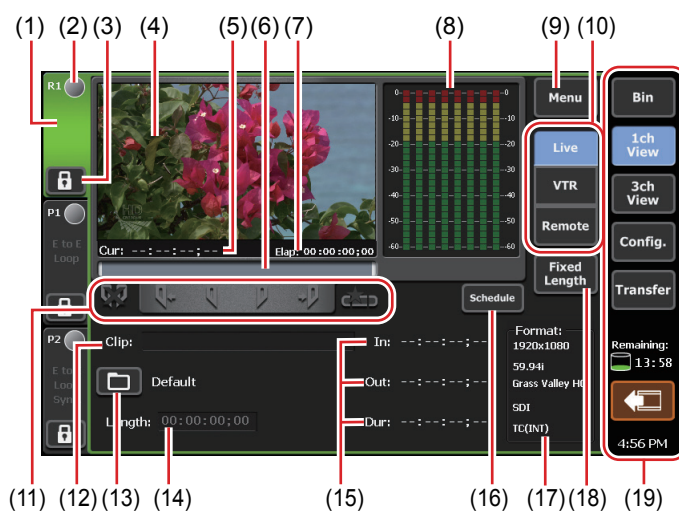 (1) (2) (3) (4) (5) (6) (7) (8) (9) (10)
R1
P1
E to E
Loop
P2
Cur: --:--:--;-- Elap: 00:00:00;00
0 0
-10 -10
-20 -20
-30 -30
-40 -40
-50 -50
-60 -60
Menu
Live
VTR
Remote
Fixed
Length
Schedule
Clip:
Default
Length: 00:00:00;00
In: --:--:--;--
Out: --:--:--;--
Dur: --:--:--;--
Format:
1920x1080
59.94i
Grass Valley
SDI
TC(INT)
Bin
1ch
View
3ch
View
Config.
Transfer
Remaining:
13:58
4:56 PM
(11) (12) (13) (14) (15) (16) (17) (18) (19)